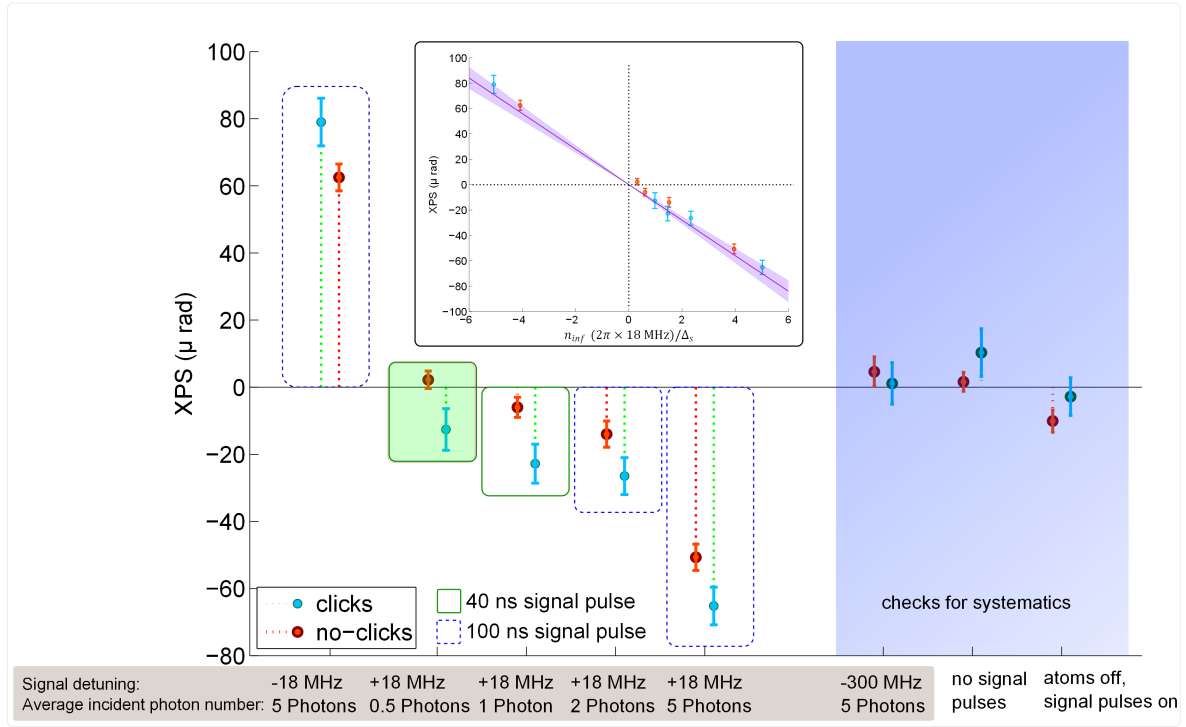 100
80
60
40
20
0
−20
−40
−60
−80
XPS (μ rad)
100
80
60
40
20
0
−20
−40
−60
−80
−100
XPS (μ rad)
−6
−4
−2
0
2
4
6
n_inf (2π × 18 MHz)/Δ_s
clicks
no−clicks
40 ns signal pulse
100 ns signal pulse
checks for systematics
Signal detuning: -18 MHz +18 MHz +18 MHz +18 MHz +18 MHz -300 MHz
Average incident photon number: 5 Photons 0.5 Photons 1 Photon 2 Photons 5 Photons 5 Photons
no signal
pulses
atoms off,
signal pulses on